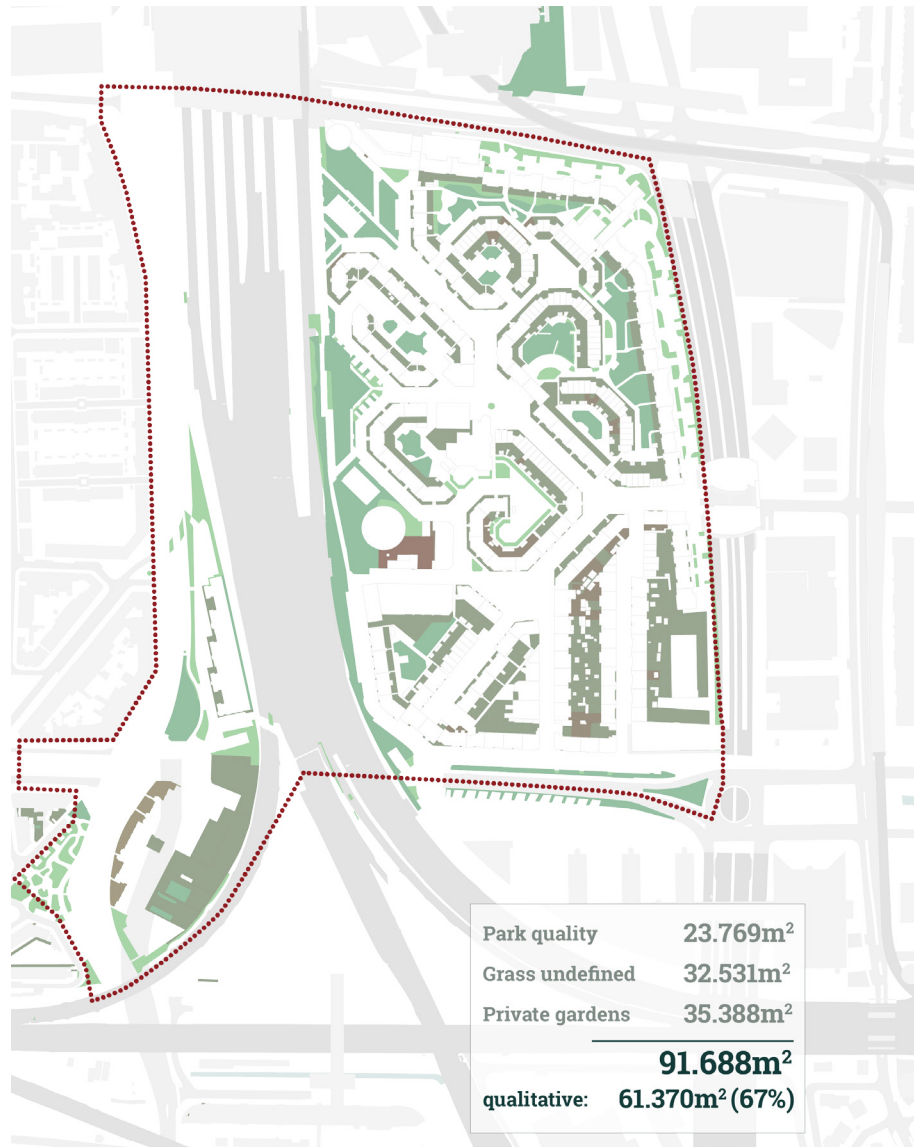 Park quality 23.769m²
Grass undefined 32.531m²
Private gardens 35.388m²
91.688m²
qualitative: 61.370m² (67%)